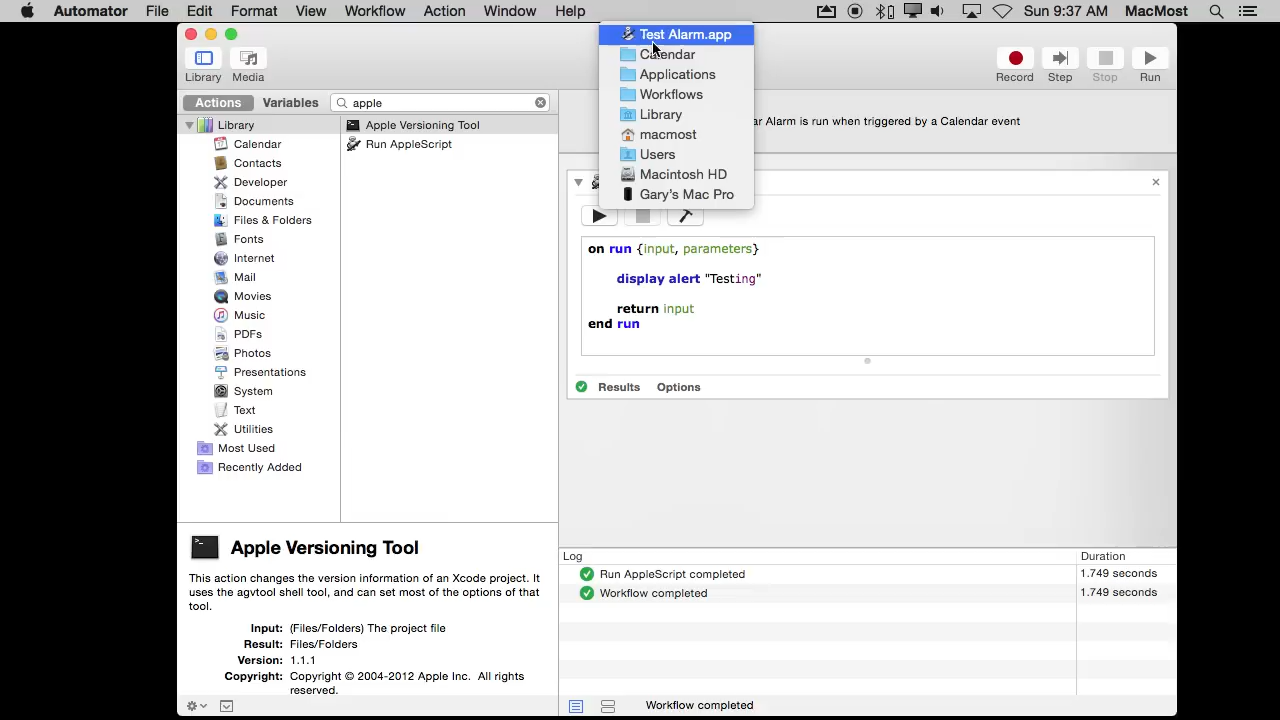 Automator File Edit Format View Workflow Action Window Help Sun 9:37 AM MacMost
Test Alarm.app
Calendar
Applications
Workflows
Library
macmost
Users
Macintosh HD
Gary's Mac Pro
Library Media
Record Step Stop Run
Actions Variables apple
ar Alarm is run when triggered by a Calendar event
Library
Calendar
Contacts
Developer
Documents
Files & Folders
Fonts
Internet
Mail
Movies
Music
PDFs
Photos
Presentations
System
Text
Utilities
Most Used
Recently Added
Apple Versioning Tool
Run AppleScript
on run {input, parameters}
display alert "Testing"
return input
end run
Results Options
Apple Versioning Tool
This action changes the version information of an Xcode project. It
uses the agvtool shell tool, and can set most of the options of that
tool.
Input: (Files/Folders) The project file
Result: Files/Folders
Version: 1.1.1
Copyright: Copyright © 2004-2012 Apple Inc. All rights
reserved.
Log Duration
Run AppleScript completed 1.749 seconds
Workflow completed 1.749 seconds
Workflow completed